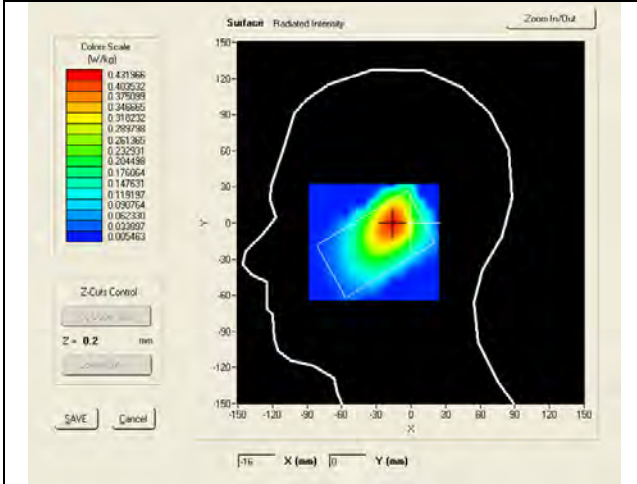 Surface Radiated Intensity
Zoom In/Out
Colors Scale
(W/kg)
0.431966
0.403532
0.375099
0.346665
0.318232
0.289798
0.261365
0.232931
0.204498
0.176064
0.147631
0.119197
0.090764
0.062330
0.033897
0.005463
Z-Cuts Control
Z = 0.2 mm
SAVE Cancel
150
120
90
60
30
0
-30
-60
-90
-120
-150
Y
-150 -120 -90 -60 -30 0 30 60 90 120 150
X
-16 X (mm) 0 Y (mm)